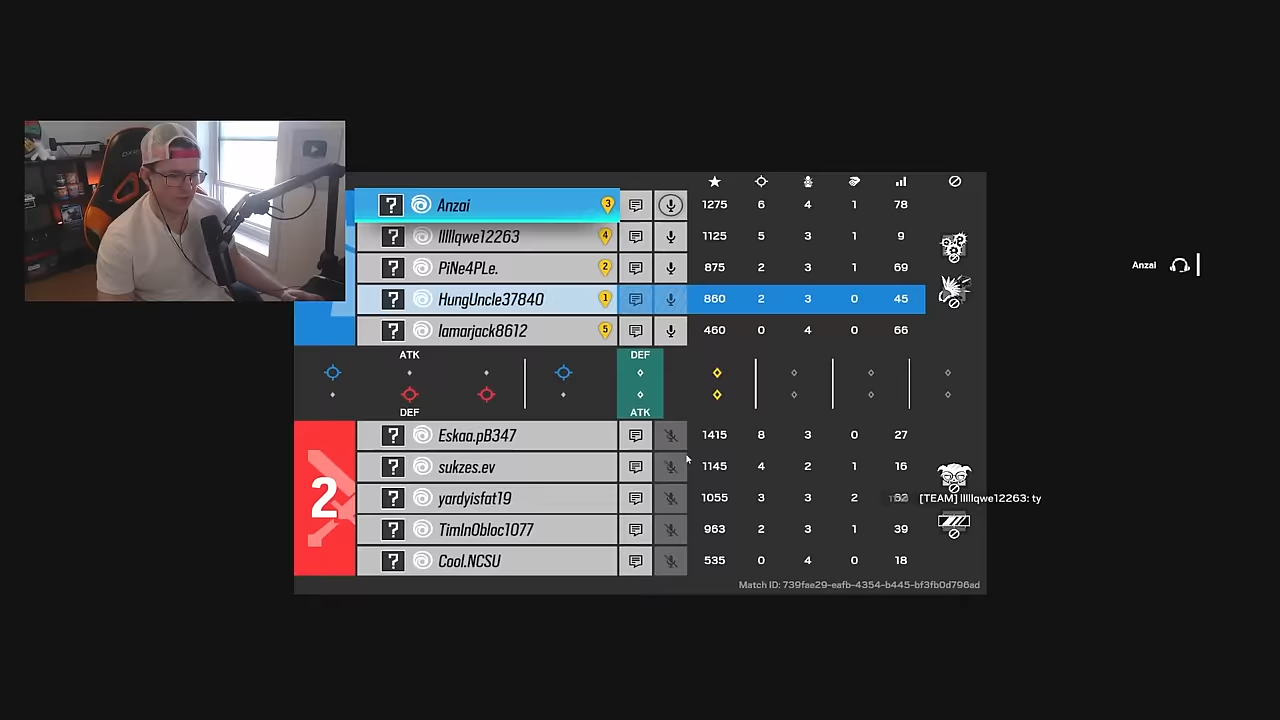 ? Anzai 3 1275 6 4 1 78
? lllllqwe12263 4 1125 5 3 1 9
Anzai
? PiNe4PLe. 2 875 2 3 1 69
? HungUncle37840 1 860 2 3 0 45
? lamarjack8612 5 460 0 4 0 66
ATK DEF
DEF ATK
? Eskaa.pB347 1415 8 3 0 27
? sukzes.ev 1145 4 2 1 16
2 ? yardyisfat19 1055 3 3 2
[TEAM] lllllqwe12263: ty
? TimInObloc1077 963 2 3 1 39
? Cool.NCSU 535 0 4 0 18
Match ID: 739fae29-eafb-4354-b445-bf3fb0d796ad